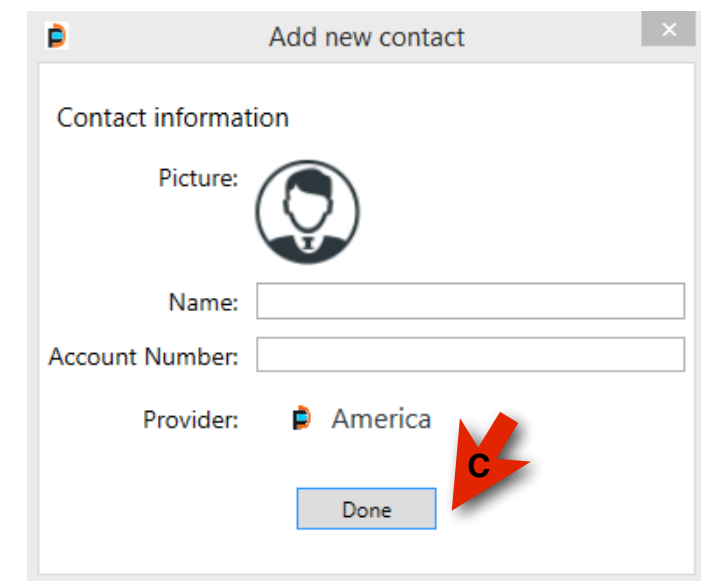 Add new contact
Contact information
Picture:
Name:
Account Number:
Provider: America
C
Done